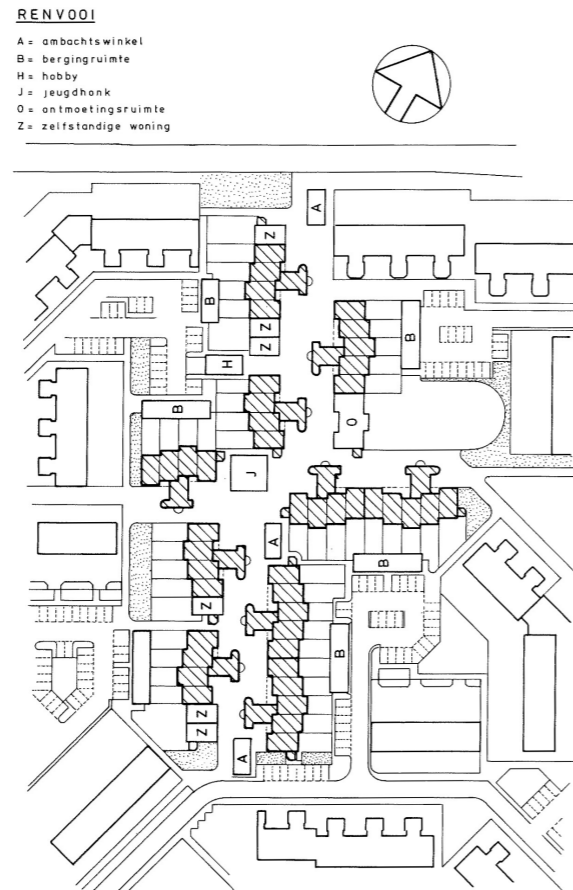 RENVOOI
A = ambachtswinkel
B = bergingruimte
H = hobby
J = jeugdhonk
O = ontmoetingsruimte
Z = zelfstandige woning
A
Z
B
Z
Z
B
H
B
O
J
A
B
Z
B
Z
Z
A